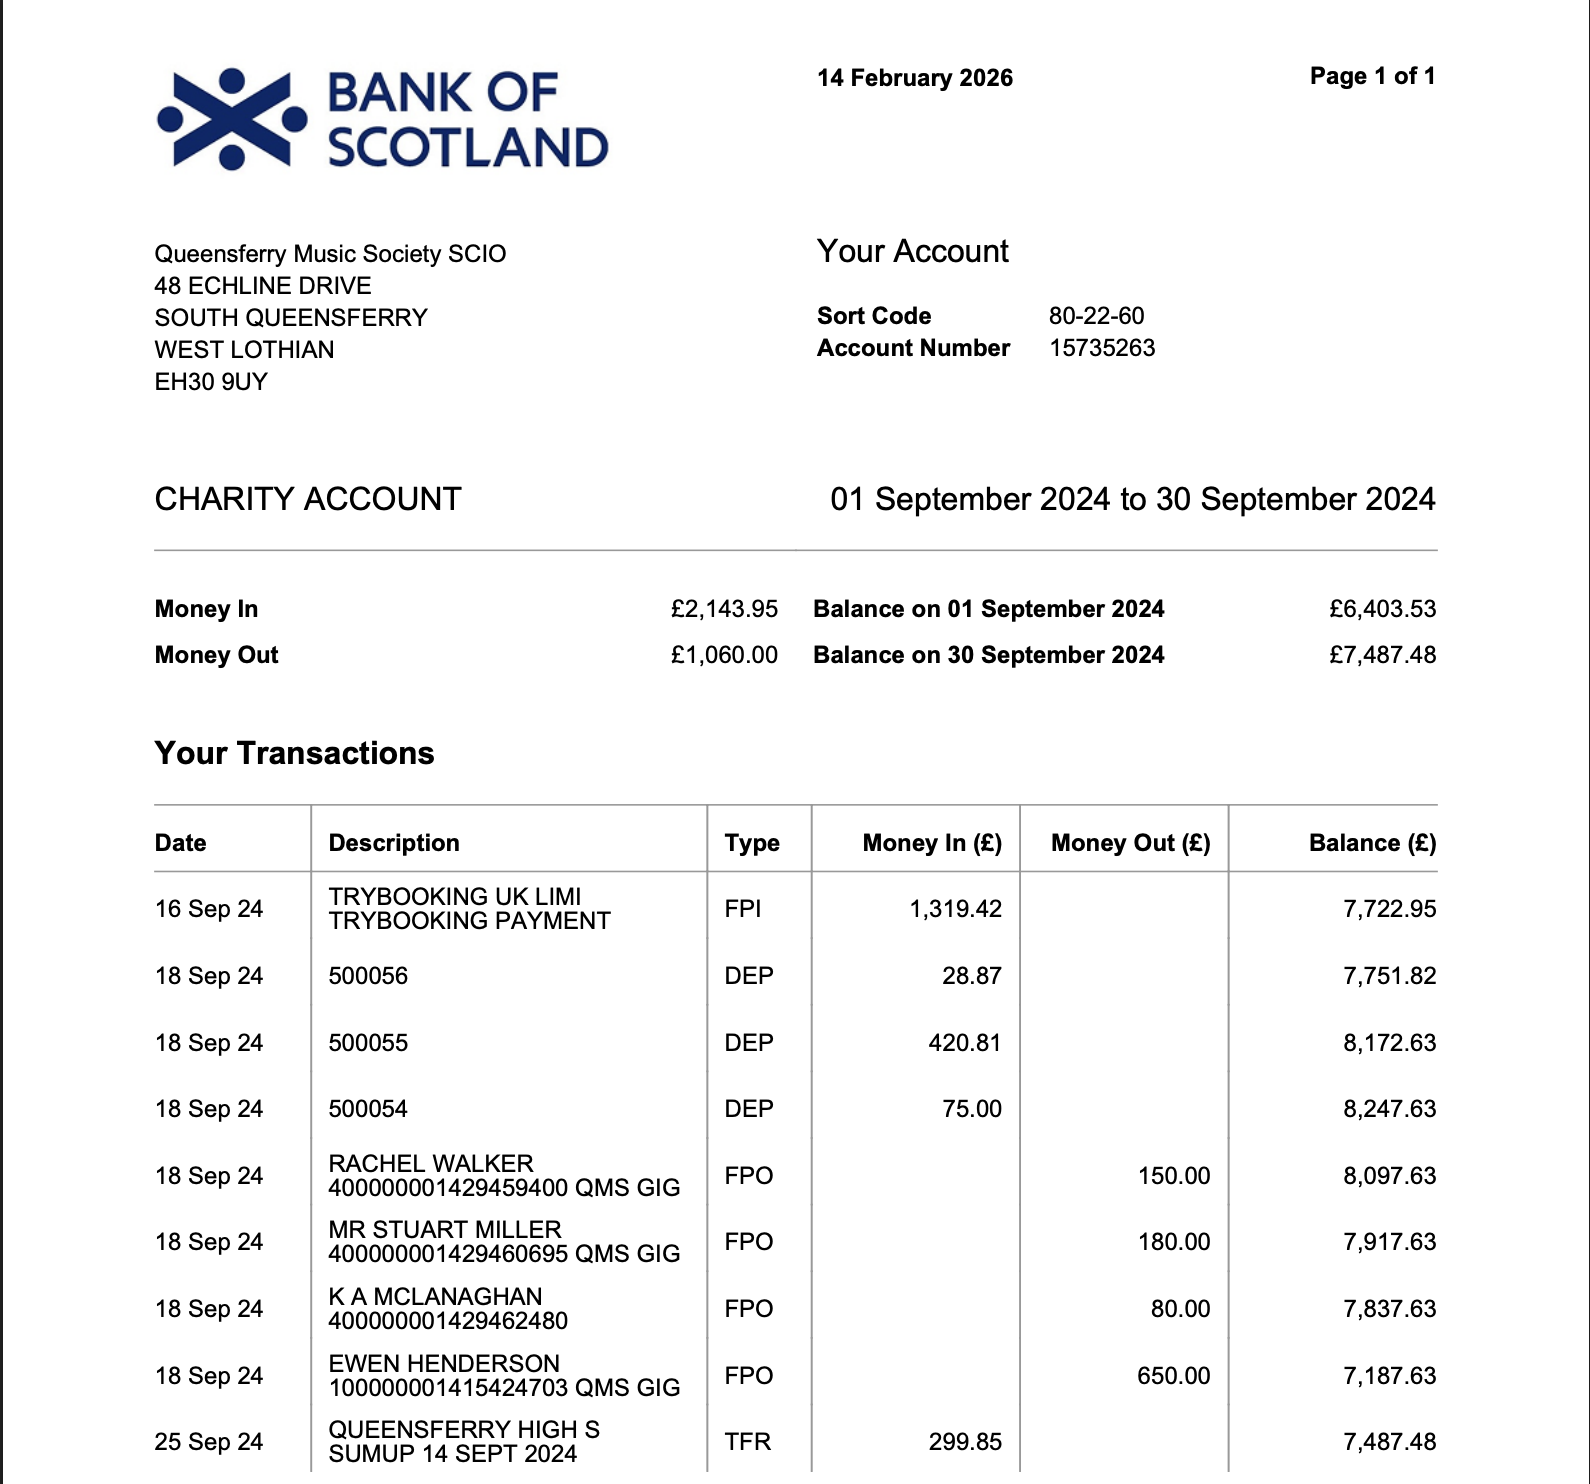 BANK OF
SCOTLAND
14 February 2026
Page 1 of 1
Queensferry Music Society SCIO
48 ECHLINE DRIVE
SOUTH QUEENSFERRY
WEST LOTHIAN
EH30 9UY
Your Account
Sort Code 80-22-60
Account Number 15735263
CHARITY ACCOUNT 01 September 2024 to 30 September 2024
Money In £2,143.95 Balance on 01 September 2024 £6,403.53
Money Out £1,060.00 Balance on 30 September 2024 £7,487.48
Your Transactions
Date Description Type Money In (£) Money Out (£) Balance (£)
16 Sep 24 TRYBOOKING UK LIMI
TRYBOOKING PAYMENT FPI 1,319.42 7,722.95
18 Sep 24 500056 DEP 28.87 7,751.82
18 Sep 24 500055 DEP 420.81 8,172.63
18 Sep 24 500054 DEP 75.00 8,247.63
18 Sep 24 RACHEL WALKER
400000001429459400 QMS GIG FPO 150.00 8,097.63
18 Sep 24 MR STUART MILLER
400000001429460695 QMS GIG FPO 180.00 7,917.63
18 Sep 24 K A MCLANAGHAN
400000001429462480 FPO 80.00 7,837.63
18 Sep 24 EWEN HENDERSON
100000001415424703 QMS GIG FPO 650.00 7,187.63
25 Sep 24 QUEENSFERRY HIGH S
SUMUP 14 SEPT 2024 TFR 299.85 7,487.48